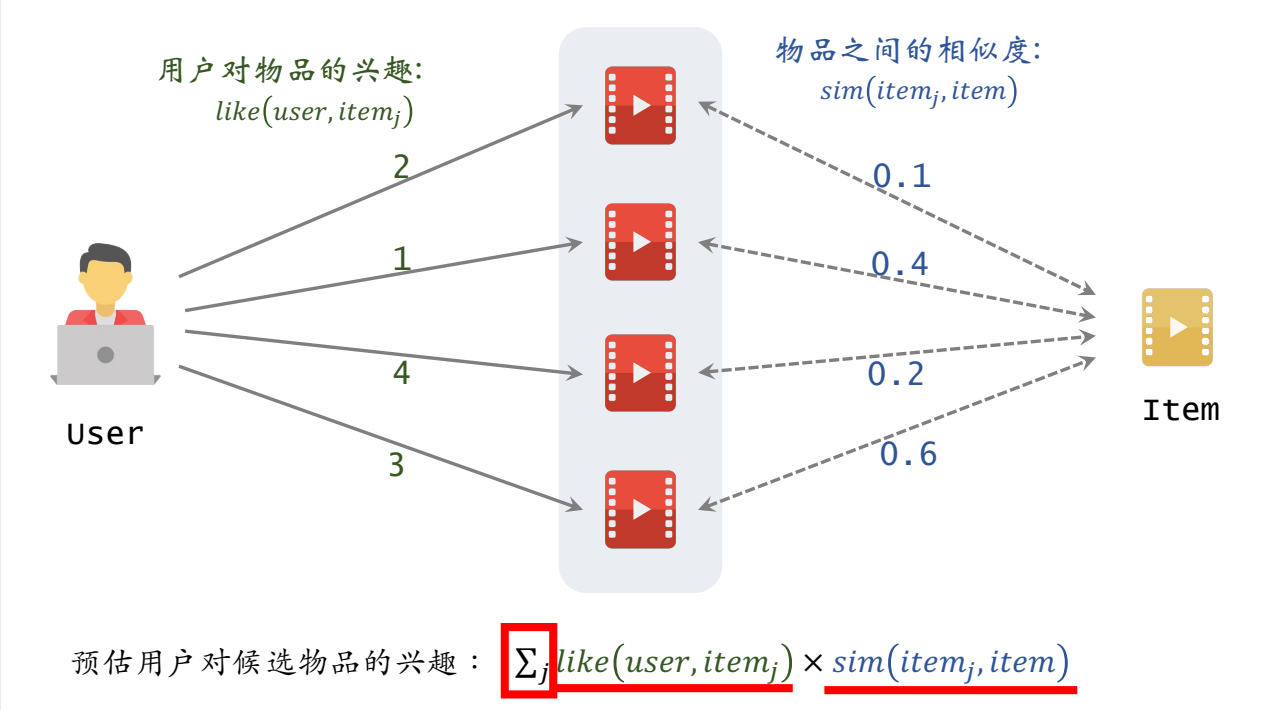 用户对物品的兴趣:
like(user, item_j)
物品之间的相似度:
sim(item_j, item)
2
1
4
3
0.1
0.4
0.2
0.6
User
Item
预估用户对候选物品的兴趣： ∑_j like(user, item_j) × sim(item_j, item)